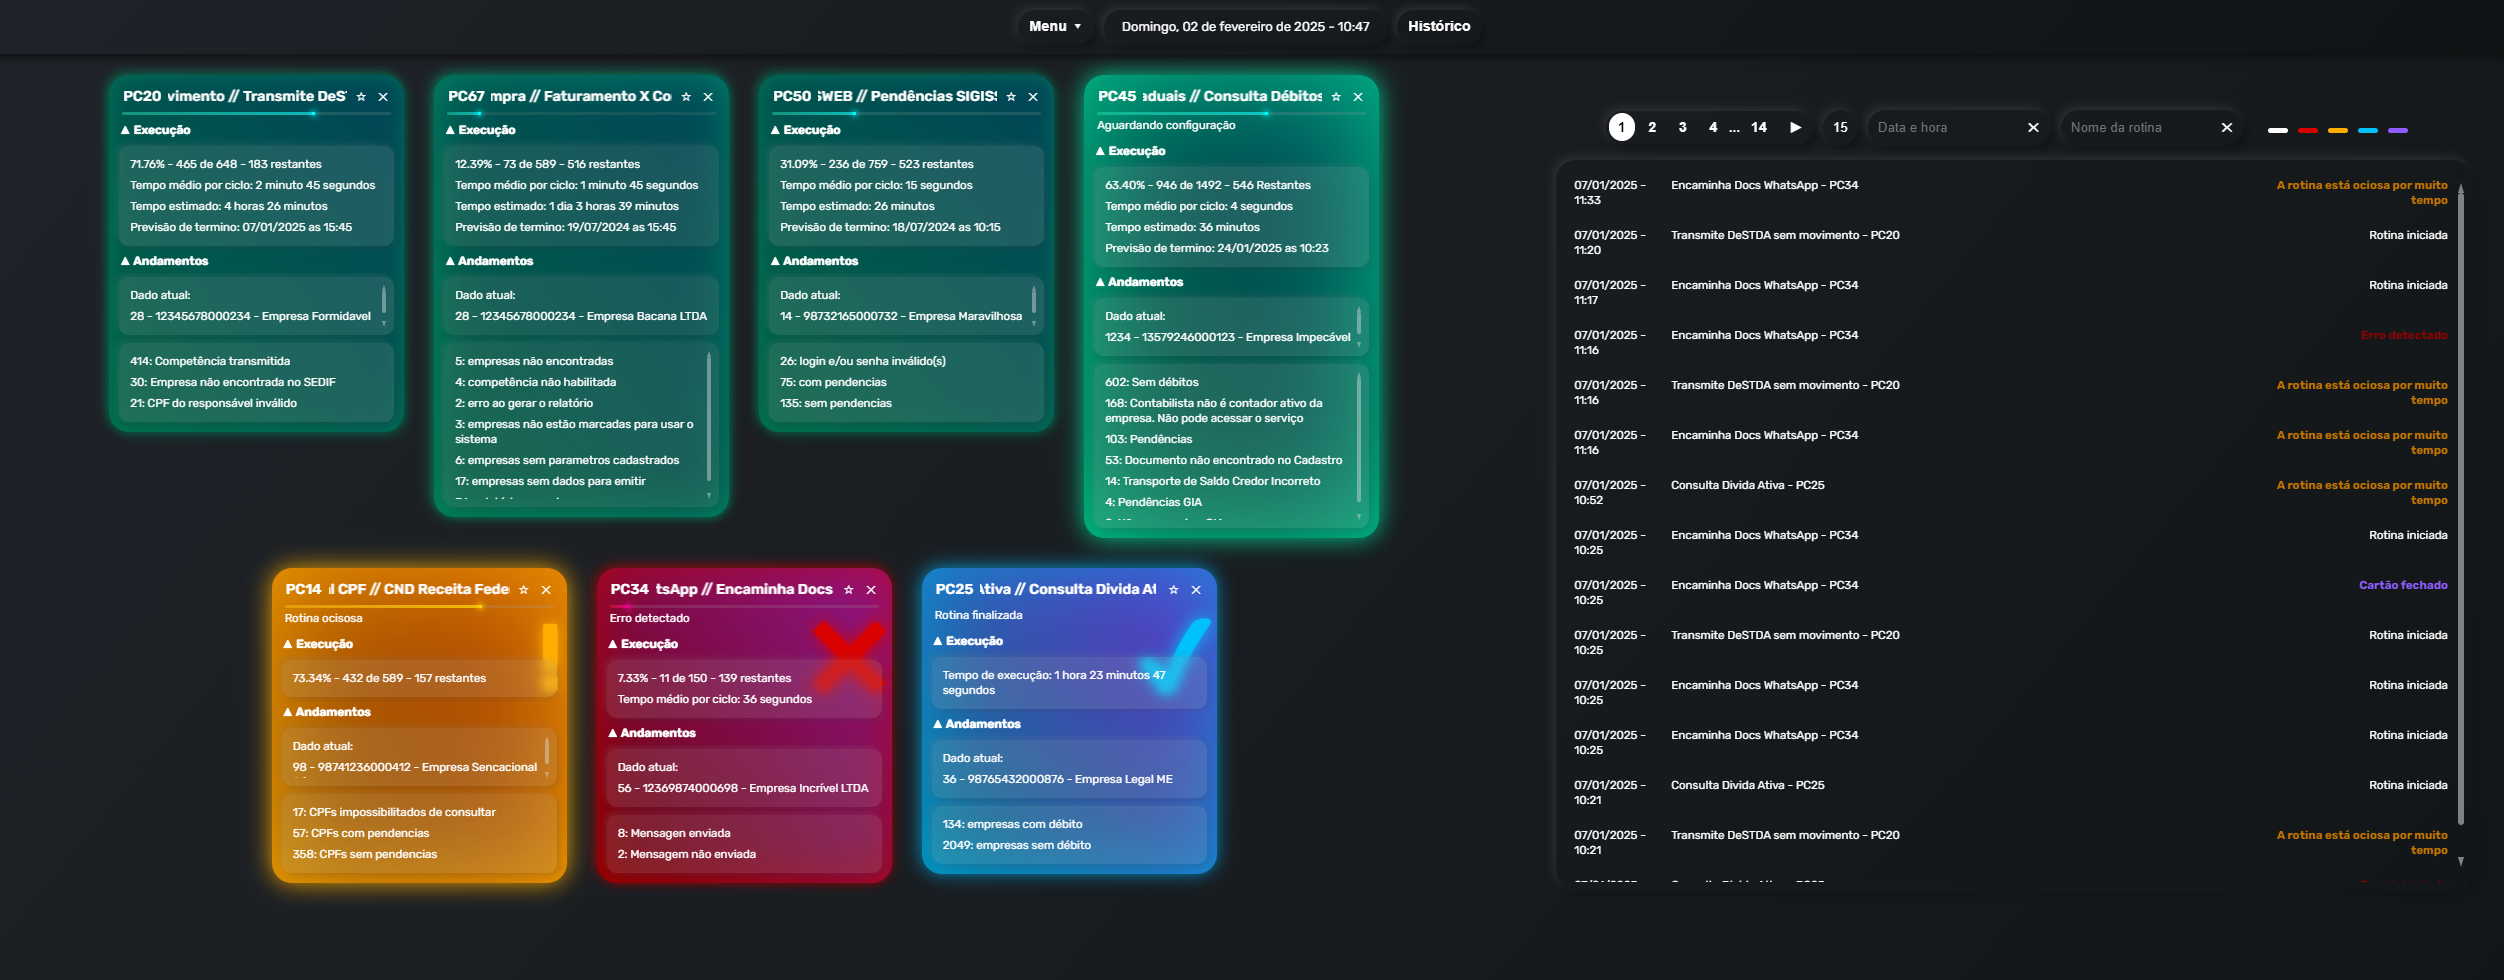 Menu
Domingo, 02 de fevereiro de 2025 - 10:47
Histórico
PC20 vimento // Transmite DeS
Execução
71.76% - 465 de 648 - 183 restantes
Tempo médio por ciclo: 2 minuto 45 segundos
Tempo estimado: 4 horas 26 minutos
Previsão de termino: 07/01/2025 as 15:45
Andamentos
Dado atual:
28 - 12345678000234 - Empresa Formidavel
414: Competência transmitida
30: Empresa não encontrada no SEDIF
21: CPF do responsável inválido
PC67 mpra // Faturamento X Co
Execução
12.39% - 73 de 589 - 516 restantes
Tempo médio por ciclo: 1 minuto 45 segundos
Tempo estimado: 1 dia 3 horas 39 minutos
Previsão de termino: 19/07/2024 as 15:45
Andamentos
Dado atual:
28 - 12345678000234 - Empresa Bacana LTDA
5: empresas não encontradas
4: competência não habilitada
2: erro ao gerar o relatório
3: empresas não estão marcadas para usar o
sistema
6: empresas sem parametros cadastrados
17: empresas sem dados para emitir
PC50 SWEB // Pendências SIGIS
Execução
31.09% - 236 de 759 - 523 restantes
Tempo médio por ciclo: 15 segundos
Tempo estimado: 26 minutos
Previsão de termino: 18/07/2024 as 10:15
Andamentos
Dado atual:
14 - 98732165000732 - Empresa Maravilhosa
26: login e/ou senha inválido(s)
75: com pendencias
135: sem pendencias
PC45 aduais // Consulta Débitos
Aguardando configuração
Execução
63.40% - 946 de 1492 - 546 Restantes
Tempo médio por ciclo: 4 segundos
Tempo estimado: 36 minutos
Previsão de termino: 24/01/2025 as 10:23
Andamentos
Dado atual:
1234 - 13579246000123 - Empresa Impecável
602: Sem débitos
168: Contabilista não é contador ativo da
empresa. Não pode acessar o serviço
103: Pendências
53: Documento não encontrado no Cadastro
14: Transporte de Saldo Credor Incorreto
4: Pendências GIA
PC14 l CPF // CND Receita Fede
Rotina ocisosa
Execução
73.34% - 432 de 589 - 157 restantes
Andamentos
Dado atual:
98 - 98741236000412 - Empresa Sencacional
17: CPFs impossibilitados de consultar
57: CPFs com pendencias
358: CPFs sem pendencias
PC34 tsApp // Encaminha Docs
Erro detectado
Execução
7.33% - 11 de 150 - 139 restantes
Tempo médio por ciclo: 36 segundos
Andamentos
Dado atual:
56 - 12369874000698 - Empresa Incrível LTDA
8: Mensagen enviada
2: Mensagem não enviada
PC25 Ativa // Consulta Divida At
Rotina finalizada
Execução
Tempo de execução: 1 hora 23 minutos 47
segundos
Andamentos
Dado atual:
36 - 98765432000876 - Empresa Legal ME
134: empresas com débito
2049: empresas sem débito
1 2 3 4 ... 14
15
Data e hora
Nome da rotina
07/01/2025 - Encaminha Docs WhatsApp - PC34 A rotina está ociosa por muito
11:33 tempo
07/01/2025 - Transmite DeSTDA sem movimento - PC20 Rotina iniciada
11:20
07/01/2025 - Encaminha Docs WhatsApp - PC34 Rotina iniciada
11:17
07/01/2025 - Encaminha Docs WhatsApp - PC34 Erro detectado
11:16
07/01/2025 - Transmite DeSTDA sem movimento - PC20 A rotina está ociosa por muito
11:16 tempo
07/01/2025 - Encaminha Docs WhatsApp - PC34 A rotina está ociosa por muito
11:16 tempo
07/01/2025 - Consulta Divida Ativa - PC25 A rotina está ociosa por muito
10:52 tempo
07/01/2025 - Encaminha Docs WhatsApp - PC34 Rotina iniciada
10:25
07/01/2025 - Encaminha Docs WhatsApp - PC34 Cartão fechado
10:25
07/01/2025 - Transmite DeSTDA sem movimento - PC20 Rotina iniciada
10:25
07/01/2025 - Encaminha Docs WhatsApp - PC34 Rotina iniciada
10:25
07/01/2025 - Encaminha Docs WhatsApp - PC34 Rotina iniciada
10:25
07/01/2025 - Consulta Divida Ativa - PC25 Rotina iniciada
10:21
07/01/2025 - Transmite DeSTDA sem movimento - PC20 A rotina está ociosa por muito
10:21 tempo